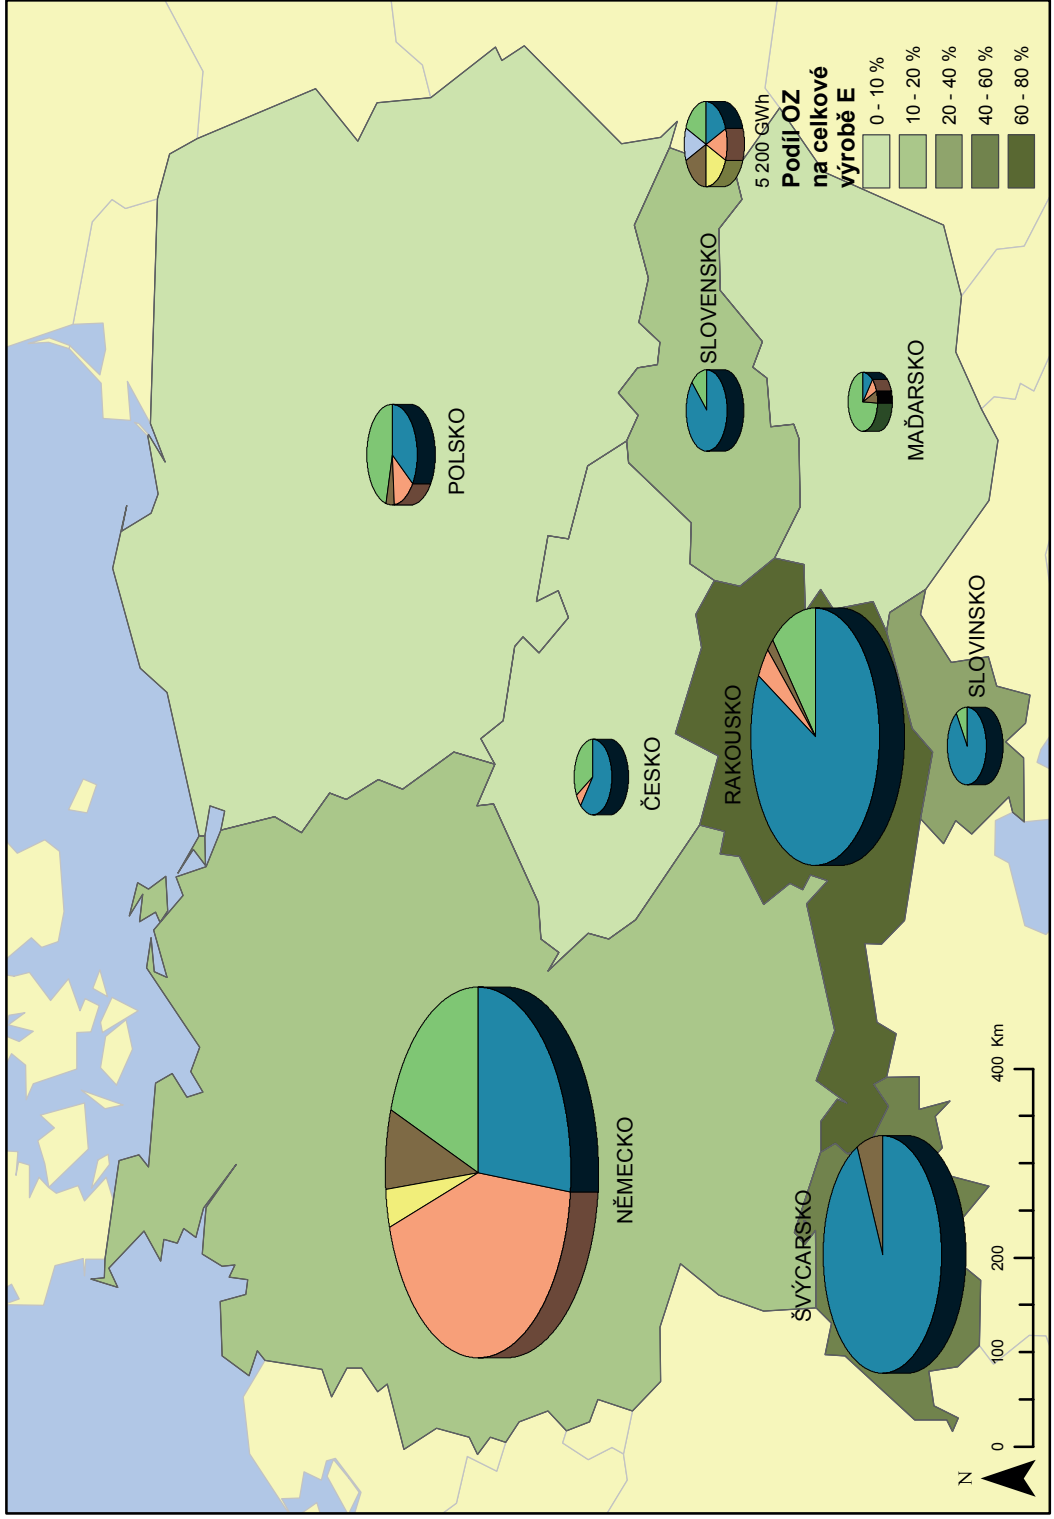 POLSKO
NĚMECKO
ČESKO
SLOVENSKO
RAKOUSKO
MAĎARSKO
ŠVÝCARSKO
SLOVINSKO
5 200 GWh
Podíl OZ
na celkové
výrobě E
0 - 10 %
10 - 20 %
20 - 40 %
40 - 60 %
60 - 80 %
N
0 100 200 400 Km